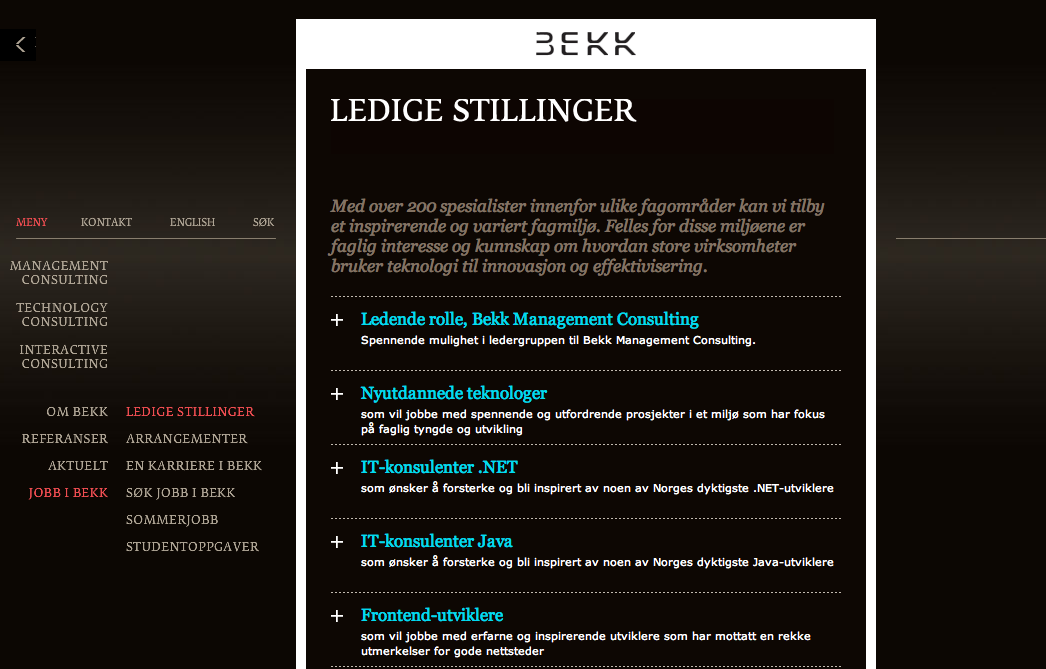 BEKK
LEDIGE STILLINGER
MENY KONTAKT ENGLISH SØK
MANAGEMENT
CONSULTING
TECHNOLOGY
CONSULTING
INTERACTIVE
CONSULTING
OM BEKK
REFERANSER
AKTUELT
JOBB I BEKK
LEDIGE STILLINGER
ARRANGEMENTER
EN KARRIERE I BEKK
SØK JOBB I BEKK
SOMMERJOBB
STUDENTOPPGAVER
Med over 200 spesialister innenfor ulike fagområder kan vi tilby
et inspirerende og variert fagmiljø. Felles for disse miljøene er
faglig interesse og kunnskap om hvordan store virksomheter
bruker teknologi til innovasjon og effektivisering.
+ Ledende rolle, Bekk Management Consulting
Spennende mulighet i ledergruppen til Bekk Management Consulting.
+ Nyutdannede teknologer
som vil jobbe med spennende og utfordrende prosjekter i et miljø som har fokus
på faglig tyngde og utvikling
+ IT-konsulenter .NET
som ønsker å forsterke og bli inspirert av noen av Norges dyktigste .NET-utviklere
+ IT-konsulenter Java
som ønsker å forsterke og bli inspirert av noen av Norges dyktigste Java-utviklere
+ Frontend-utviklere
som vil jobbe med erfarne og inspirerende utviklere som har mottatt en rekke
utmerkelser for gode nettsteder